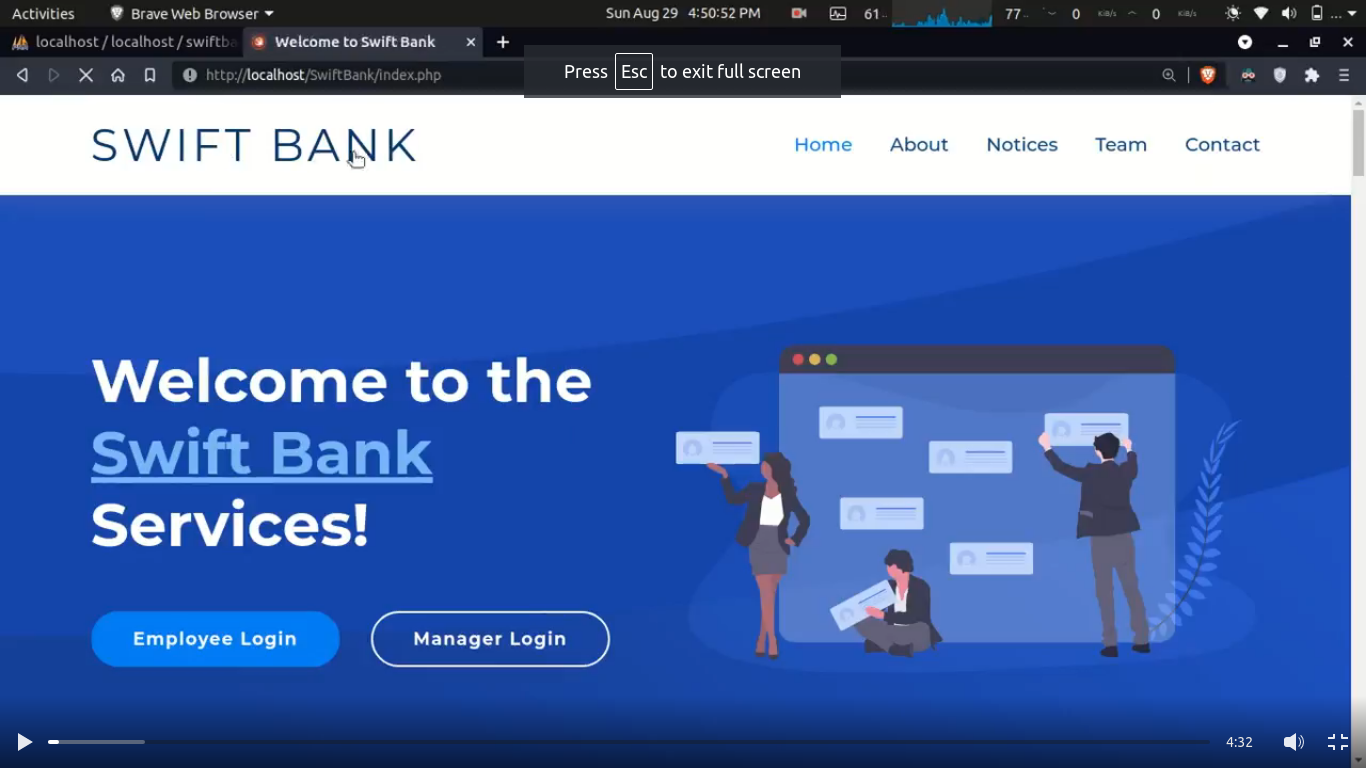 Activities
Brave Web Browser
Sun Aug 29 4:50:52 PM
61..
77..
0 KiB/s
0 KiB/s
...
localhost / localhost / swiftba
Welcome to Swift Bank
http://localhost/SwiftBank/index.php
Press Esc to exit full screen
SWIFT BANK
Home
About
Notices
Team
Contact
Welcome to the
Swift Bank
Services!
Employee Login
Manager Login
4:32